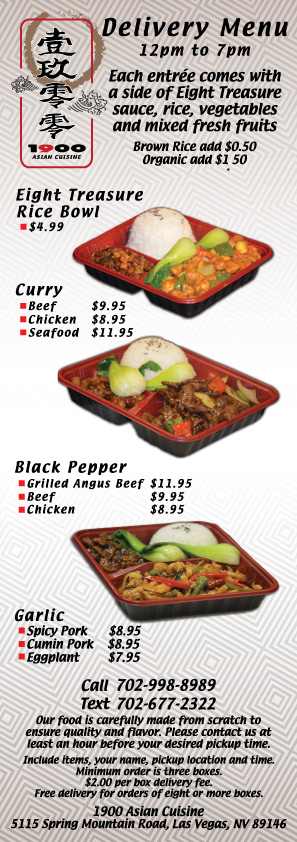 壹
玖
零
零
1900
ASIAN CUISINE
Delivery Menu
12pm to 7pm
Each entrée comes with
a side of Eight Treasure
sauce, rice, vegetables
and mixed fresh fruits
Brown Rice add $0.50
Organic add $1 50
Eight Treasure
Rice Bowl
$4.99
Curry
Beef $9.95
Chicken $8.95
Seafood $11.95
Black Pepper
Grilled Angus Beef $11.95
Beef $9.95
Chicken $8.95
Garlic
Spicy Pork $8.95
Cumin Pork $8.95
Eggplant $7.95
Call 702-998-8989
Text 702-677-2322
Our food is carefully made from scratch to
ensure quality and flavor. Please contact us at
least an hour before your desired pickup time.
Include items, your name, pickup location and time.
Minimum order is three boxes.
$2.00 per box delivery fee.
Free delivery for orders of eight or more boxes.
1900 Asian Cuisine
5115 Spring Mountain Road, Las Vegas, NV 89146